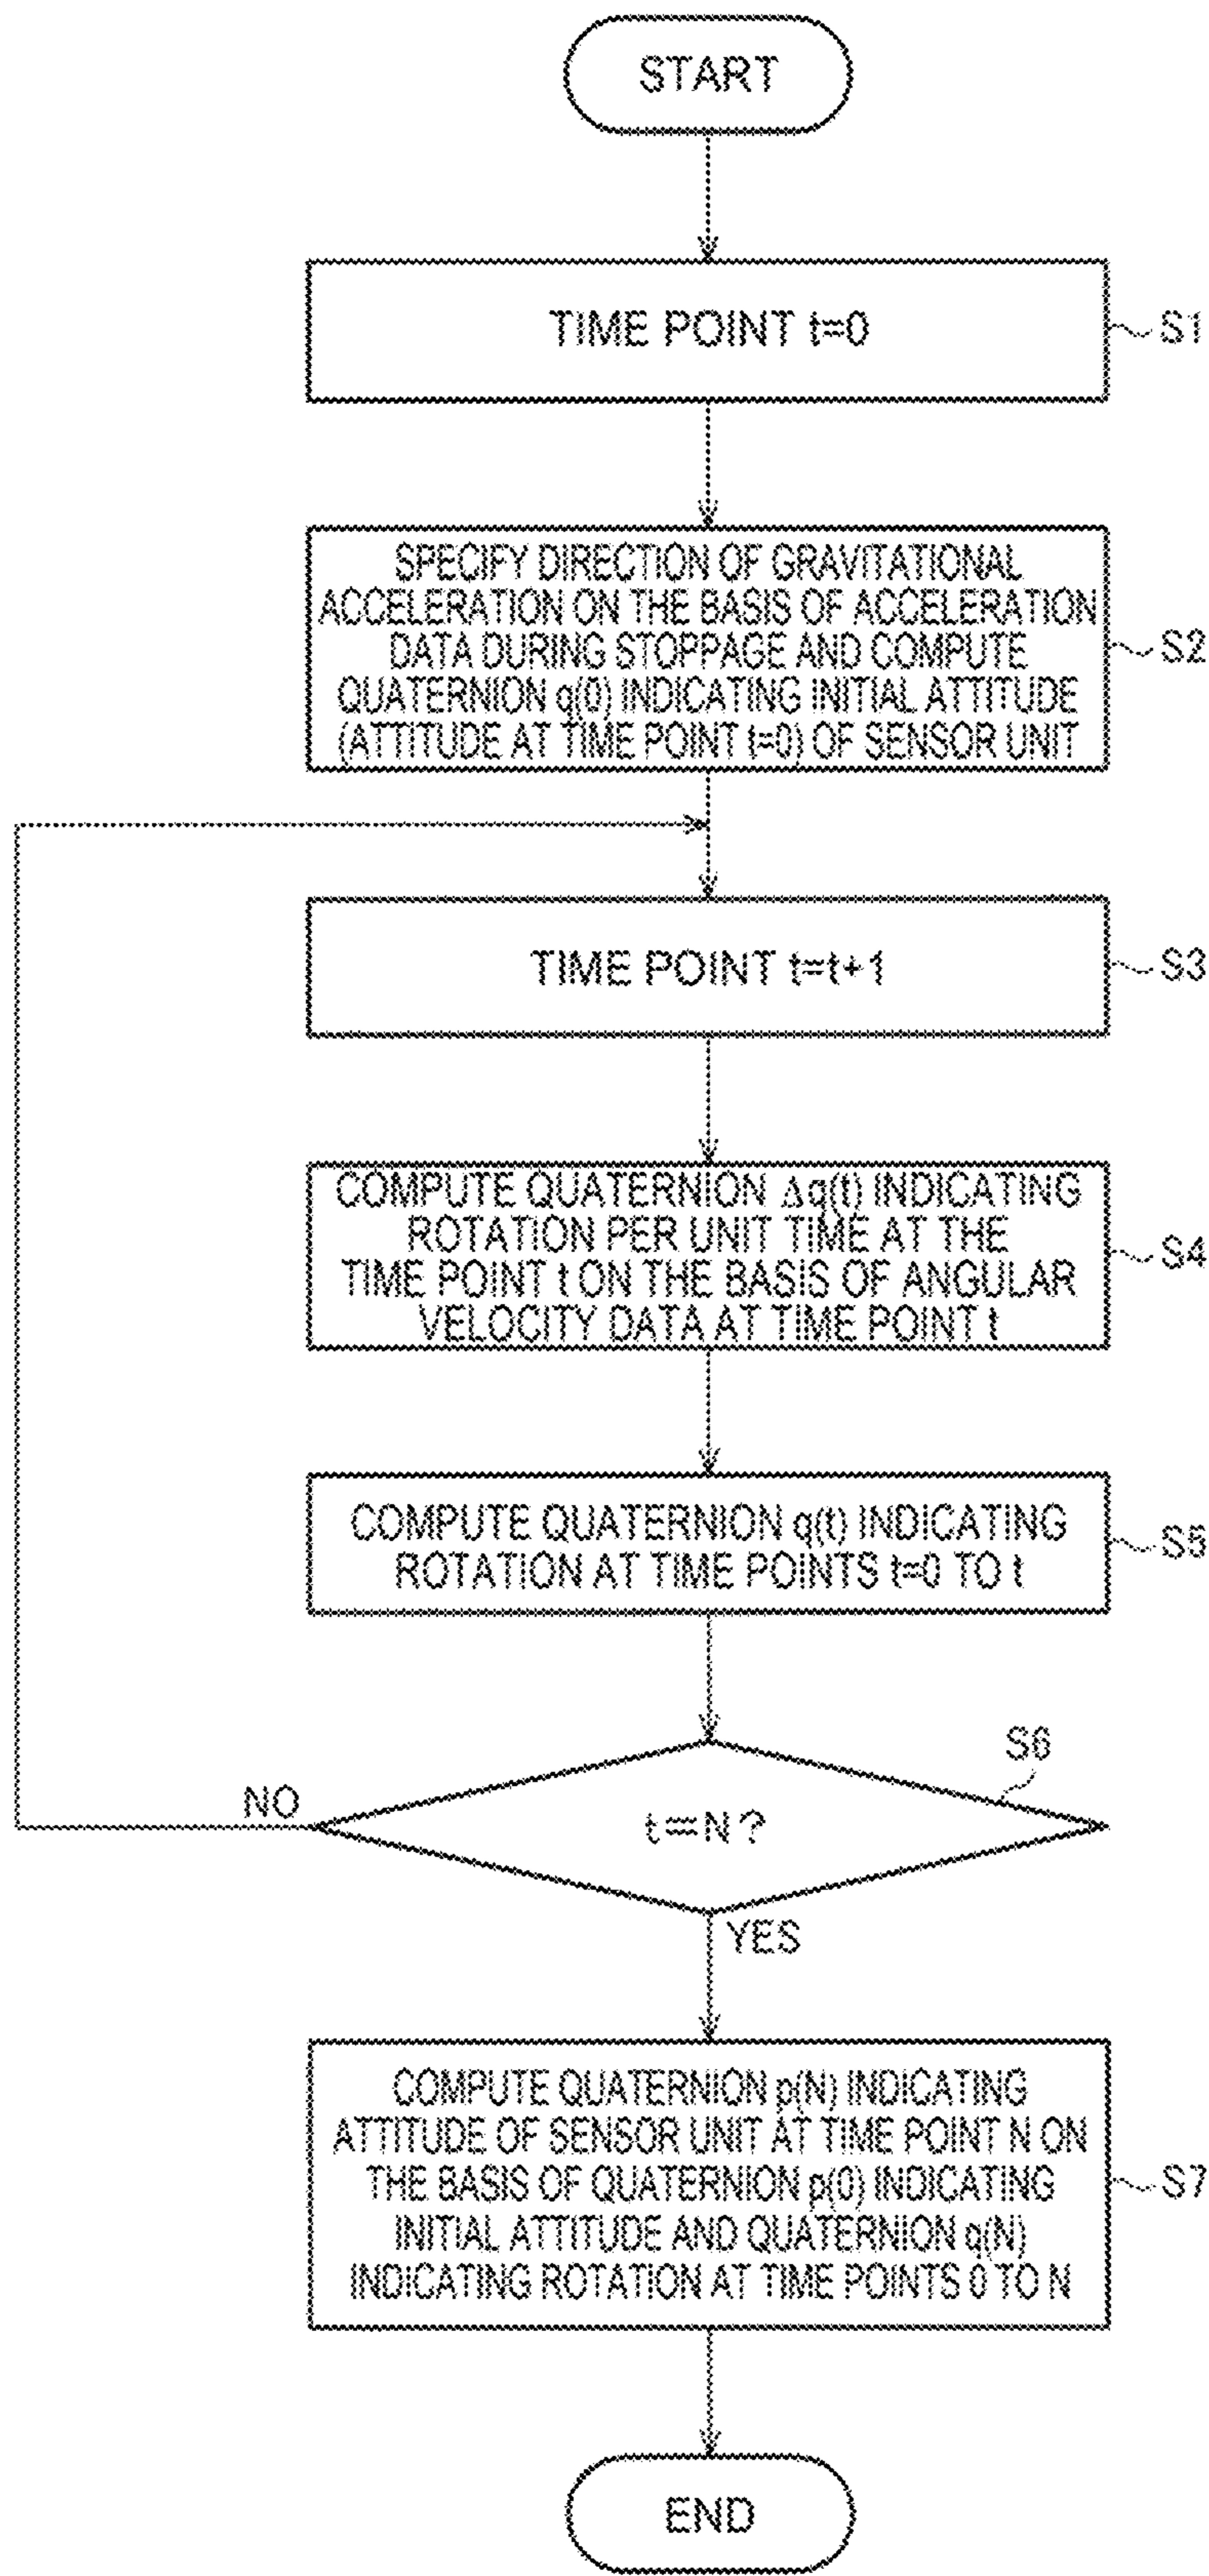 START
TIME POINT t=0
S1
SPECIFY DIRECTION OF GRAVITATIONAL
ACCELERATION ON THE BASIS OF ACCELERATION
DATA DURING STOPPAGE AND COMPUTE
QUATERNION q(0) INDICATING INITIAL ATTITUDE
(ATTITUDE AT TIME POINT t=0) OF SENSOR UNIT
S2
TIME POINT t=t+1
S3
COMPUTE QUATERNION Δq(t) INDICATING
ROTATION PER UNIT TIME AT THE
TIME POINT t ON THE BASIS OF ANGULAR
VELOCITY DATA AT TIME POINT t
S4
COMPUTE QUATERNION q(t) INDICATING
ROTATION AT TIME POINTS t=0 TO t
S5
S6
NO
t=N?
YES
COMPUTE QUATERNION p(N) INDICATING
ATTITUDE OF SENSOR UNIT AT TIME POINT N ON
THE BASIS OF QUATERNION p(0) INDICATING
INITIAL ATTITUDE AND QUATERNION q(N)
INDICATING ROTATION AT TIME POINTS 0 TO N
S7
END